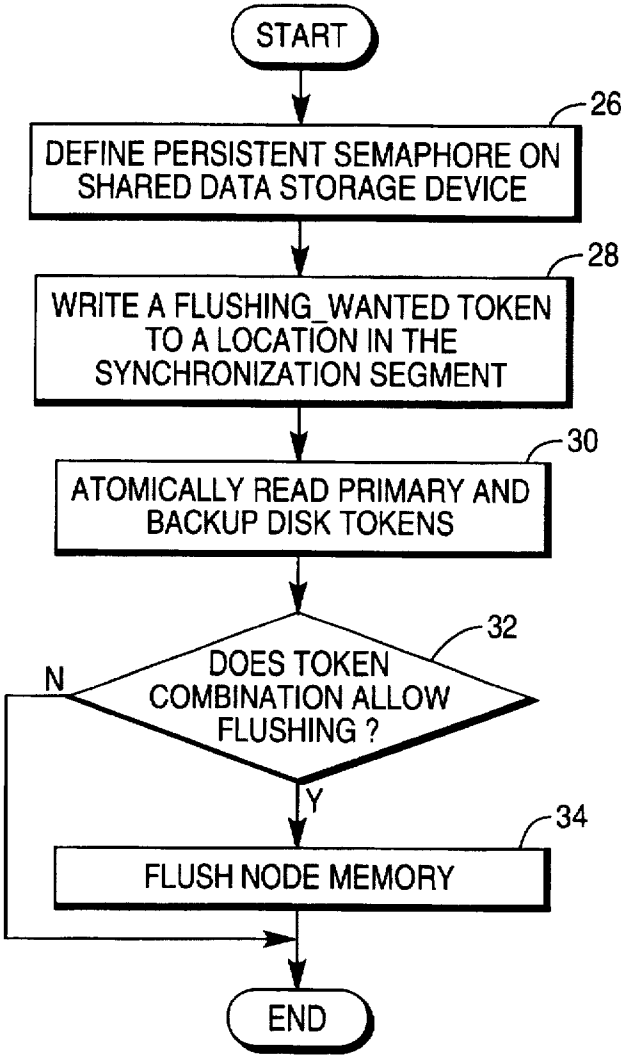 START
26
DEFINE PERSISTENT SEMAPHORE ON
SHARED DATA STORAGE DEVICE
28
WRITE A FLUSHING_WANTED TOKEN
TO A LOCATION IN THE
SYNCHRONIZATION SEGMENT
30
ATOMICALLY READ PRIMARY AND
BACKUP DISK TOKENS
32
N
DOES TOKEN
COMBINATION ALLOW
FLUSHING ?
Y
34
FLUSH NODE MEMORY
END